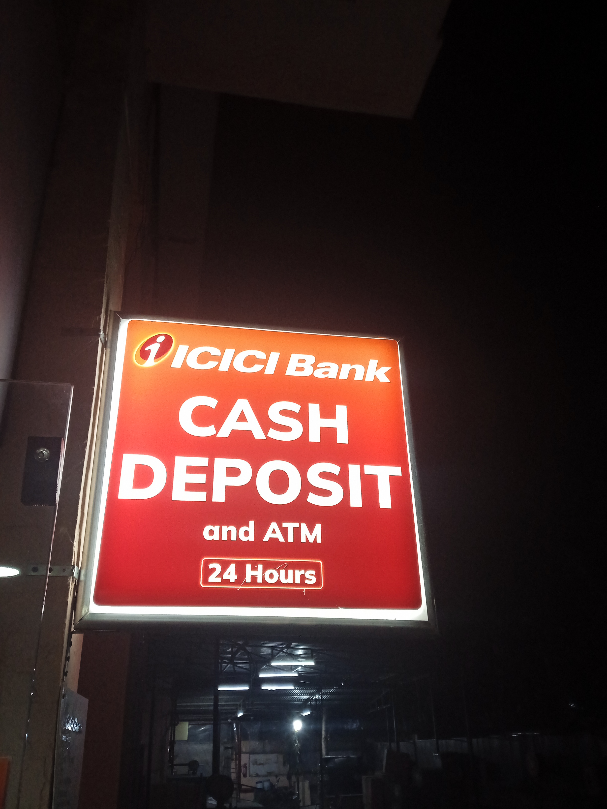 i ICICI Bank
CASH
DEPOSIT
and ATM
24 Hours